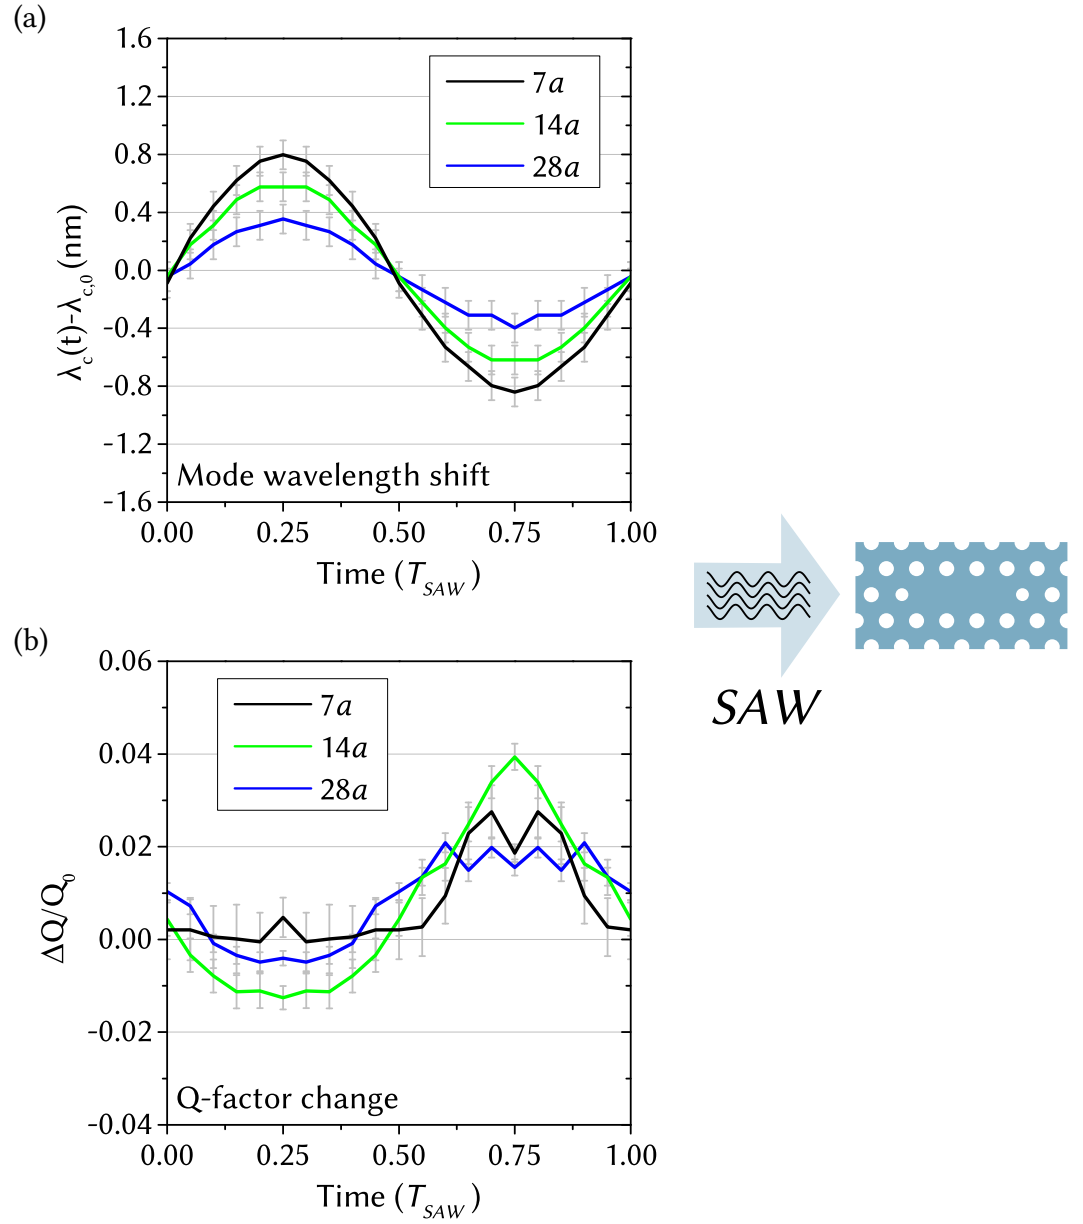 (a)
1.6
1.2
0.8
0.4
0.0
-0.4
-0.8
-1.2
-1.6
λc(t)-λc,0(nm)
7a
14a
28a
Mode wavelength shift
0.00 0.25 0.50 0.75 1.00
Time (TSAW)
SAW
(b)
0.06
0.04
0.02
0.00
-0.02
-0.04
ΔQ/Q0
7a
14a
28a
Q-factor change
0.00 0.25 0.50 0.75 1.00
Time (TSAW)